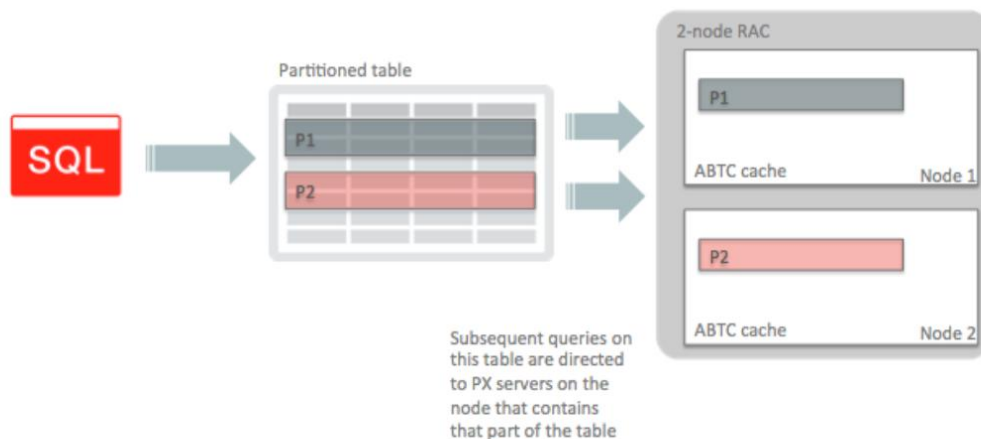 2-node RAC
Partitioned table
P1
P1
SQL
ABTC cache
Node 1
P2
P2
ABTC cache
Node 2
Subsequent queries on
this table are directed
to PX servers on the
node that contains
that part of the table